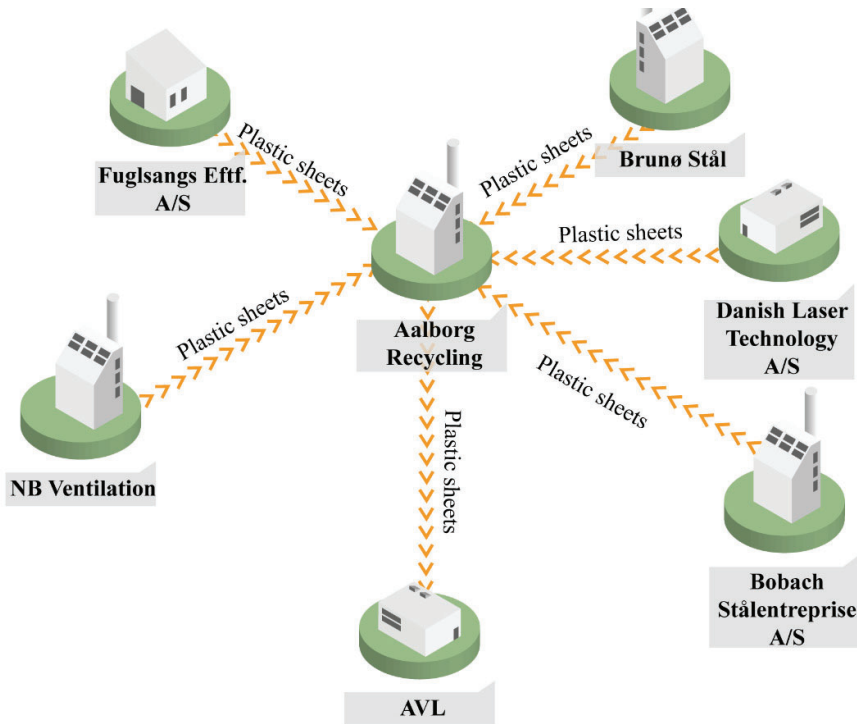 Plastic sheets
Fuglsangs Eftf.
A/S
Plastic sheets
Brunø Stål
Plastic sheets
Danish Laser
Technology
A/S
Plastic sheets
NB Ventilation
Aalborg
Recycling
Plastic sheets
Bobach
Stålentreprise
A/S
Plastic sheets
AVL